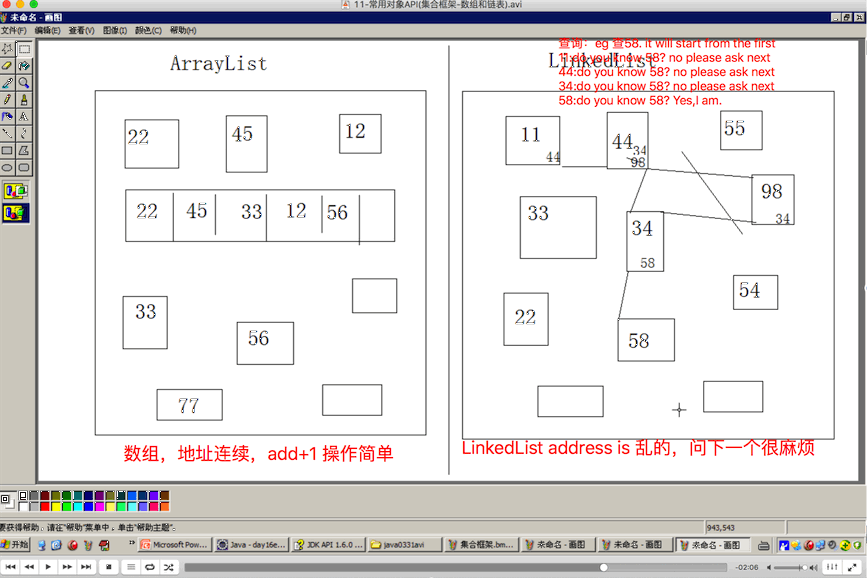 11-常用对象API(集合框架-数组和链表).avi
未命名 - 画图
文件(F) 编辑(E) 查看(V) 图像(I) 颜色(C) 帮助(H)
ArrayList
22 45 12
22 45 33 12 56
33
56
77
数组，地址连续，add+1 操作简单
LinkedList
查询：eg 查58. It will start from the first
11:do you know 58? no please ask next
44:do you know 58? no please ask next
34:do you know 58? no please ask next
58:do you know 58? Yes,I am.
11 44
44 34 98
55
98 34
33
34 58
54
22
58
LinkedList address is 乱的，问下一个很麻烦
要获得帮助，请在"帮助"菜单中，单击"帮助主题"。
943,543
开始
Microsoft Pow...
Java - day16e...
JDK API 1.6.0 ...
java0331avi
集合框架.bm...
未命名 - 画图
未命名 - 画图
未命名 - 画图
-02:06